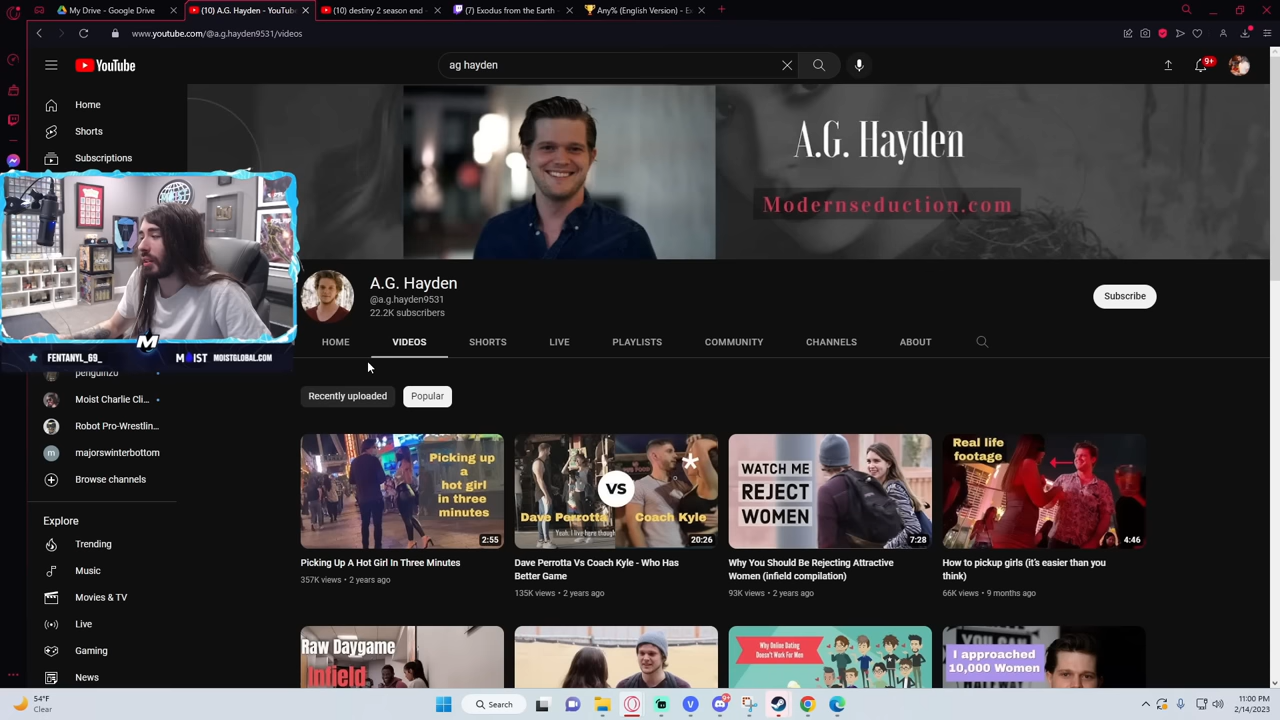 My Drive - Google Drive
(10) A.G. Hayden - YouTube
(10) destiny 2 season end -
(7) Exodus from the Earth -
Any% (English Version) - Ex
www.youtube.com/@a.g.hayden9531/videos
YouTube
ag hayden
9+
Home
Shorts
Subscriptions
A.G. Hayden
Modernseduction.com
FENTANYL_69_
M
M IST
MOISTGLOBAL.COM
A.G. Hayden
@a.g.hayden9531
22.2K subscribers
Subscribe
HOME
VIDEOS
SHORTS
LIVE
PLAYLISTS
COMMUNITY
CHANNELS
ABOUT
penguinz0
Moist Charlie Cli...
Robot Pro-Wrestlin...
m
majorswinterbottom
Browse channels
Explore
Trending
Music
Movies & TV
Live
Gaming
News
Recently uploaded
Popular
Picking up
a
hot girl
in three
minutes
2:55
Picking Up A Hot Girl In Three Minutes
357K views • 2 years ago
VS
Dave Perrotta
Coach Kyle
Yeah. I live here though
20:26
Dave Perrotta Vs Coach Kyle - Who Has
Better Game
135K views • 2 years ago
WATCH ME
REJECT
WOMEN
7:28
Why You Should Be Rejecting Attractive
Women (infield compilation)
93K views • 2 years ago
Real life
footage
4:46
How to pickup girls (it's easier than you
think)
66K views • 9 months ago
Raw Daygame
Infield
Why Online Dating
Doesn't Work For Men
I approached
10,000 Women
54°F
Clear
Search
9+
11:00 PM
2/14/2023